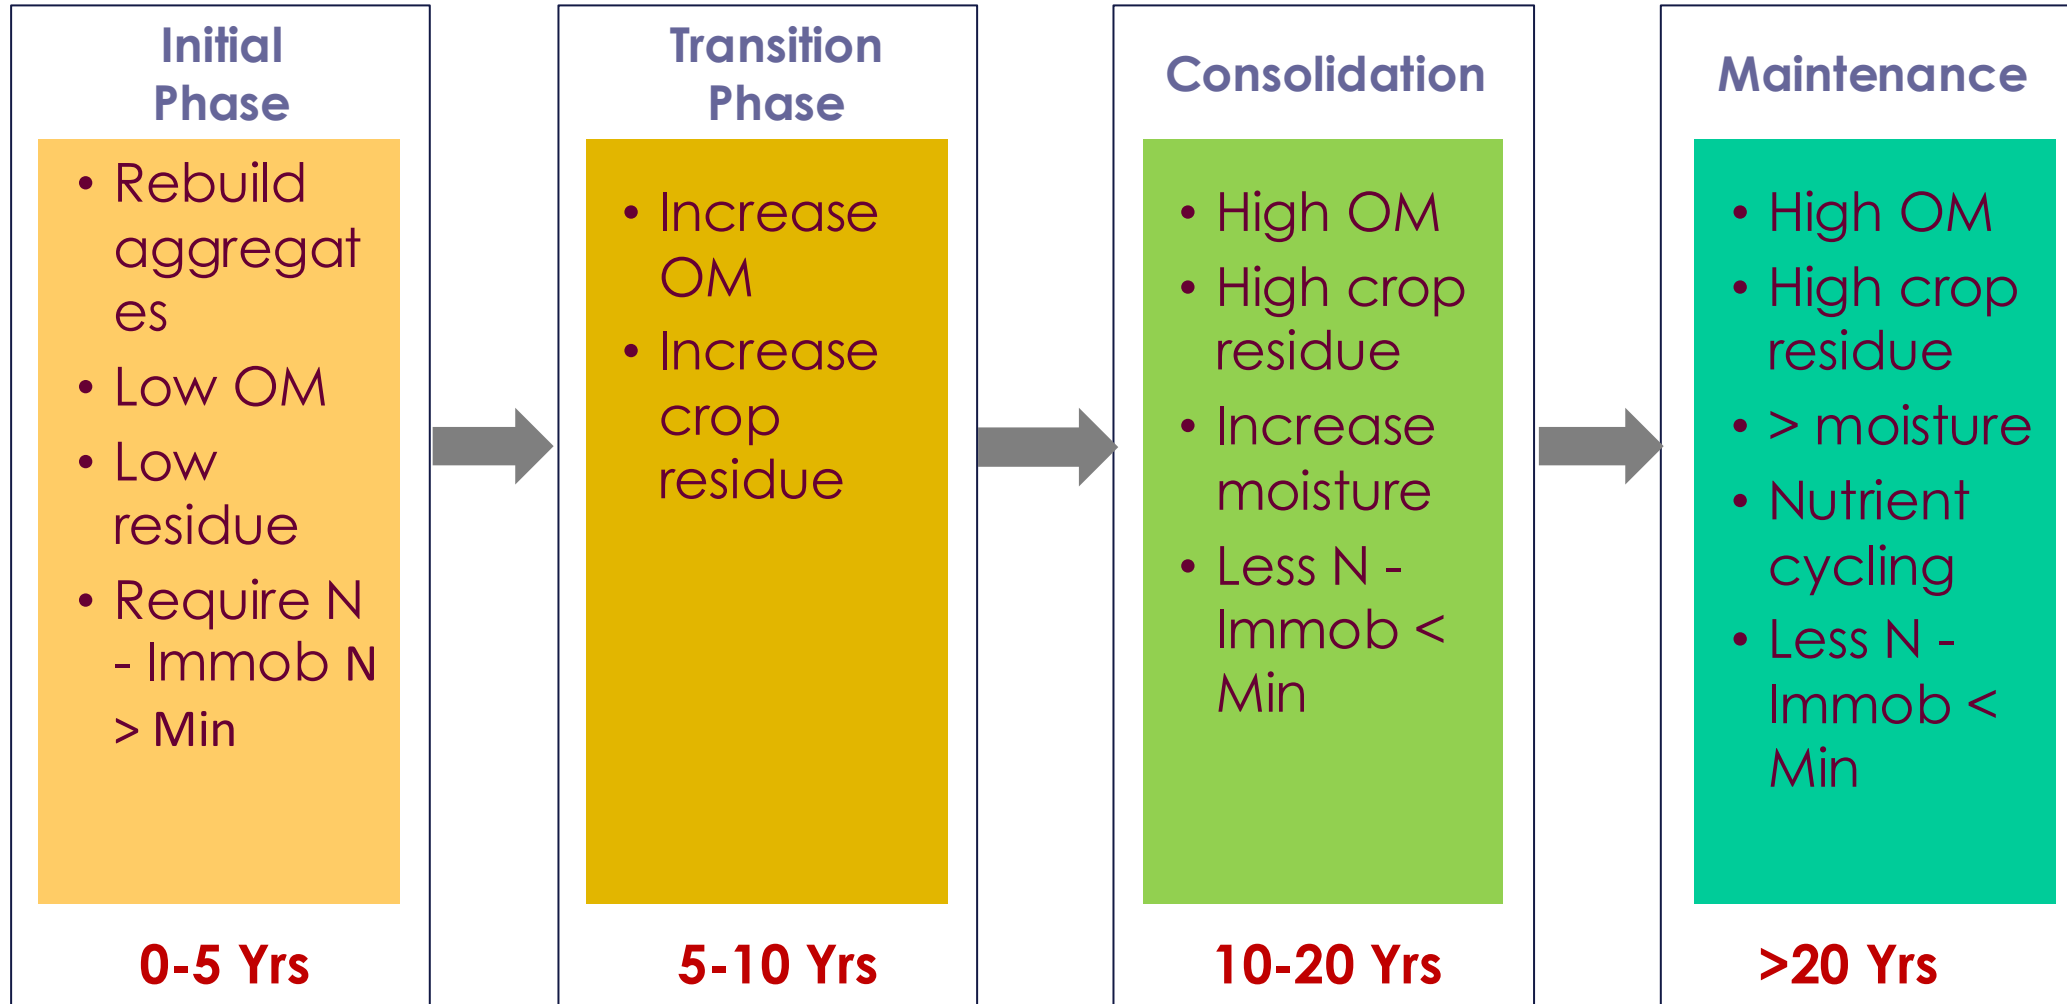 Initial
Phase
• Rebuild
aggregat
es
• Low OM
• Low
residue
• Require N
- Immob N
> Min
0-5 Yrs
Transition
Phase
• Increase
OM
• Increase
crop
residue
5-10 Yrs
Consolidation
• High OM
• High crop
residue
• Increase
moisture
• Less N -
Immob <
Min
10-20 Yrs
Maintenance
• High OM
• High crop
residue
• > moisture
• Nutrient
cycling
• Less N -
Immob <
Min
>20 Yrs